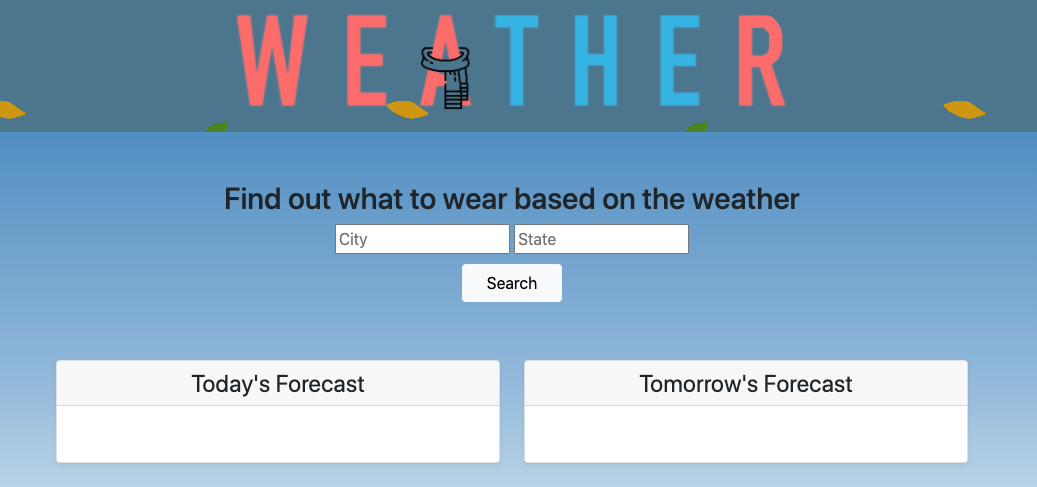 WEATHER
Find out what to wear based on the weather
City State
Search
Today's Forecast Tomorrow's Forecast